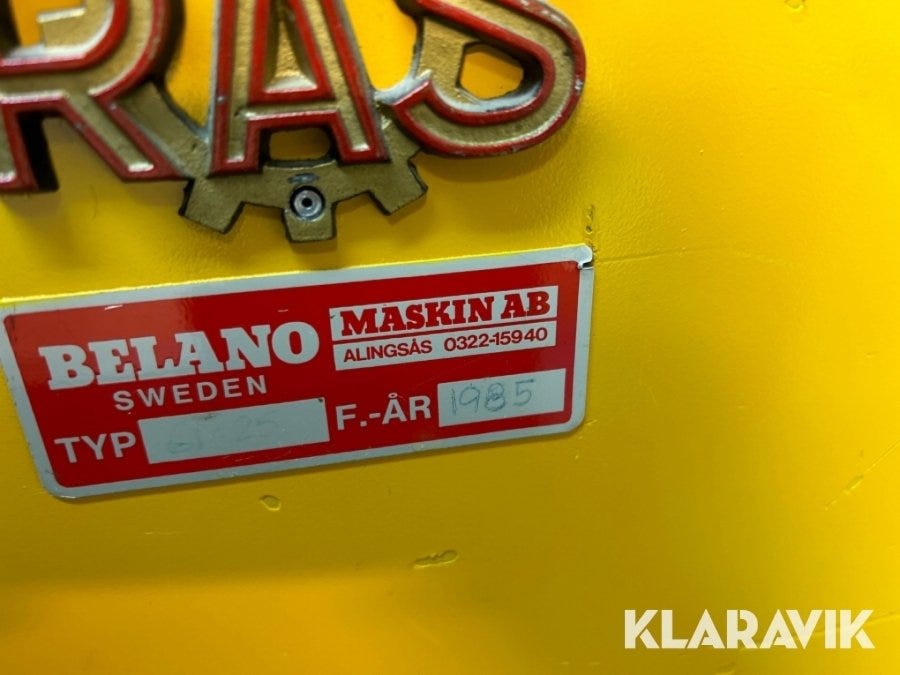 RAS
BELANO
SWEDEN
MASKIN AB
ALINGSÅS 0322-15940
TYP
F.-ÅR 1985
KLARAVIK